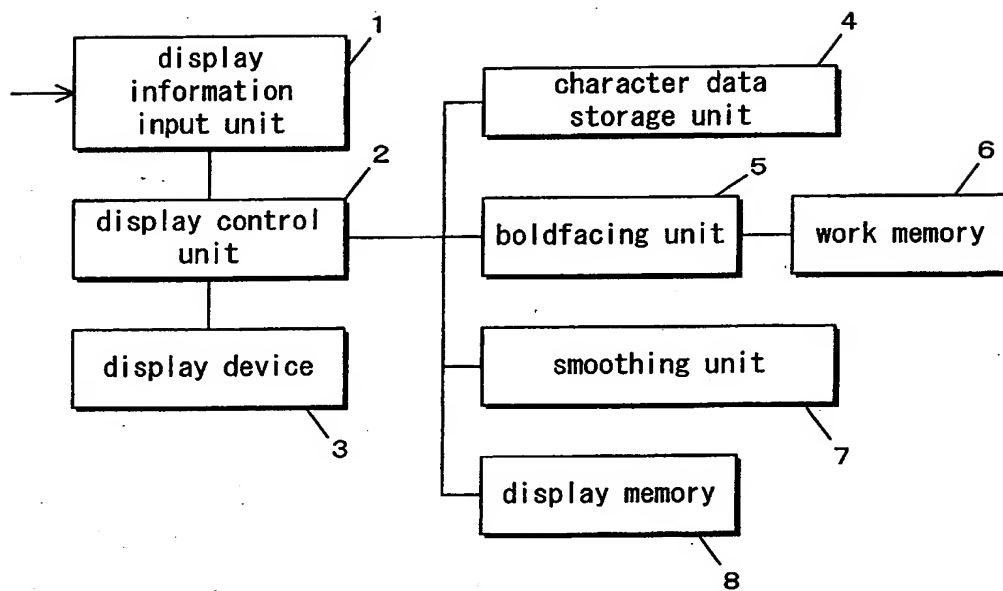 1
display
information
input unit
2
display control
unit
display device
3
4
character data
storage unit
5
boldfacing unit
6
work memory
smoothing unit
7
display memory
8